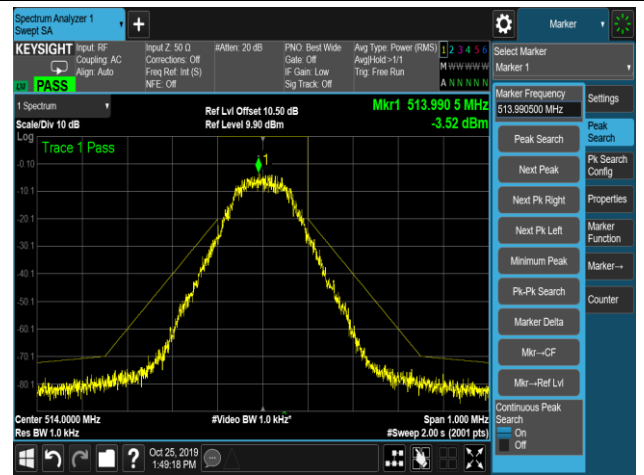 Spectrum Analyzer 1
Swept SA
+
Marker
KEYSIGHT
Input: RF
Coupling: AC
Align: Auto
Input Z: 50 Ω
Corrections: Off
Freq Ref: Int (S)
NFE: Off
#Atten: 20 dB
PNO: Best Wide
Gate: Off
IF Gain: Low
Sig Track: Off
Avg Type: Power (RMS)
Avg|Hold:>1/1
Trig: Free Run
1 2 3 4 5 6
M W W W W W
A N N N N N
LXI
PASS
Select Marker
Marker 1
1 Spectrum
Scale/Div 10 dB
Ref Lvl Offset 10.50 dB
Ref Level 9.90 dBm
Mkr1 513.990 5 MHz
-3.52 dBm
Log
Trace 1 Pass
1
-0.10
-10.1
-20.1
-30.1
-40.1
-50.1
-60.1
-70.1
-80.1
Center 514.0000 MHz
Res BW 1.0 kHz
#Video BW 1.0 kHz*
Span 1.000 MHz
#Sweep 2.00 s (2001 pts)
Marker Frequency
513.990500 MHz
Peak Search
Next Peak
Next Pk Right
Next Pk Left
Minimum Peak
Pk-Pk Search
Marker Delta
Mkr→CF
Mkr→Ref Lvl
Continuous Peak
Search
On
Off
Settings
Peak
Search
Pk Search
Config
Properties
Marker
Function
Marker→
Counter
?
Oct 25, 2019
1:49:18 PM